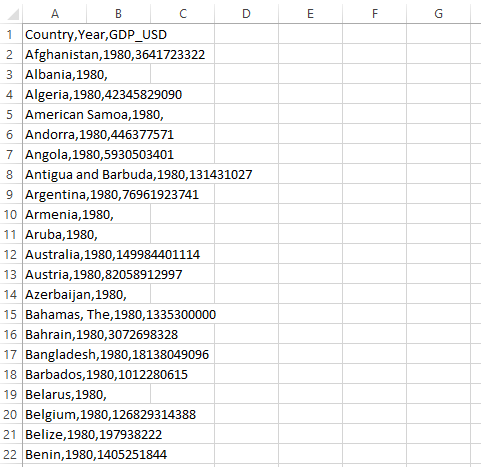 A B C D E F G
1 Country,Year,GDP_USD
2 Afghanistan,1980,3641723322
3 Albania,1980,
4 Algeria,1980,42345829090
5 American Samoa,1980,
6 Andorra,1980,446377571
7 Angola,1980,5930503401
8 Antigua and Barbuda,1980,131431027
9 Argentina,1980,76961923741
10 Armenia,1980,
11 Aruba,1980,
12 Australia,1980,149984401114
13 Austria,1980,82058912997
14 Azerbaijan,1980,
15 Bahamas, The,1980,1335300000
16 Bahrain,1980,3072698328
17 Bangladesh,1980,18138049096
18 Barbados,1980,1012280615
19 Belarus,1980,
20 Belgium,1980,126829314388
21 Belize,1980,197938222
22 Benin,1980,1405251844